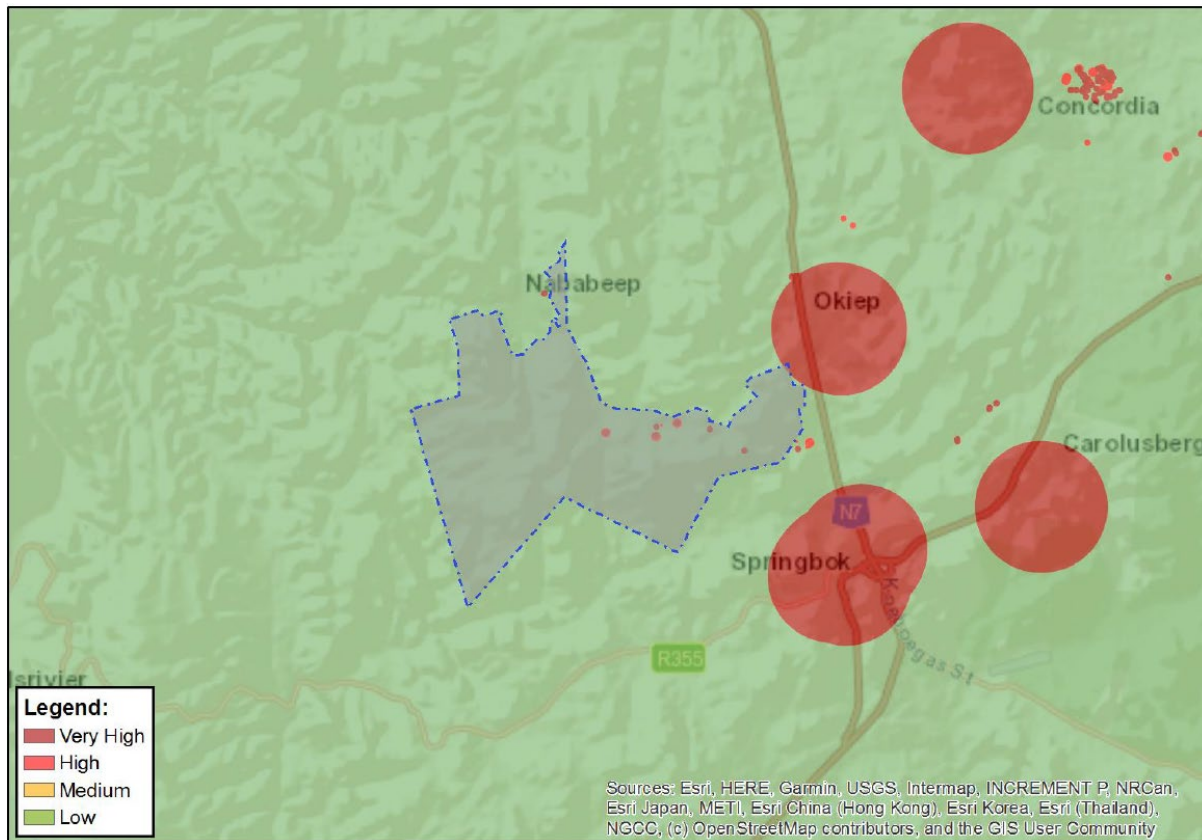 Concordia
Nababeep
Okiep
Carolusberg
N7
Springbok
R355
lsrivier
Legend:
Very High
High
Medium
Low
Sources: Esri, HERE, Garmin, USGS, Intermap, INCREMENT P, NRCan,
Esri Japan, METI, Esri China (Hong Kong), Esri Korea, Esri (Thailand),
NGCC, (c) OpenStreetMap contributors, and the GIS User Community